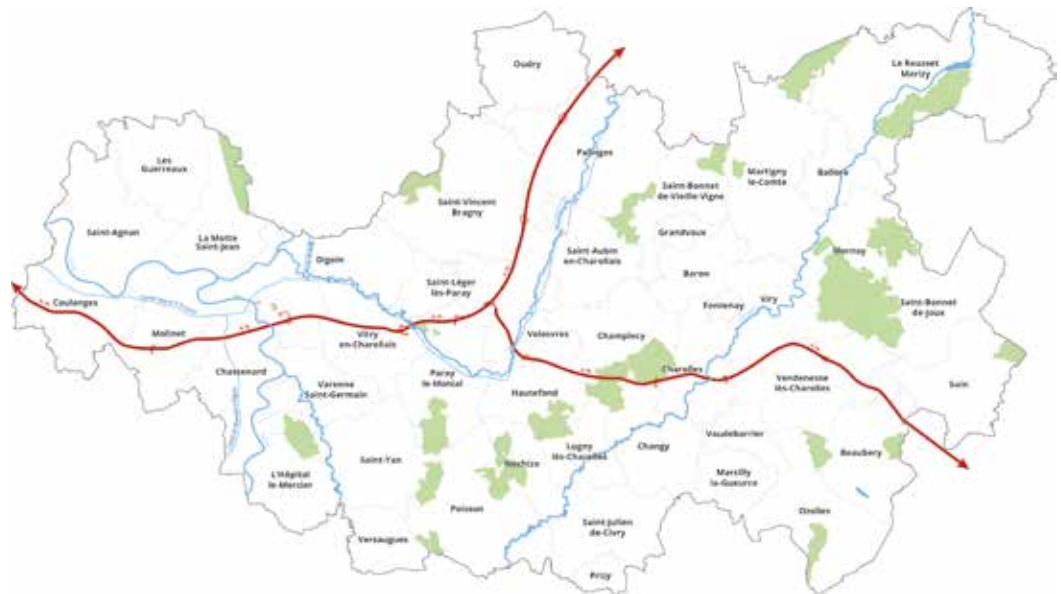 Oudry
Le Rousset
Marizy
Les
Guerreaux
Palinges
Martigny
le-Comte
Ballore
Saint-Bonnet
de-Vieille-Vigne
Saint-Vincent
Bragny
Saint-Agnan
La Motte
Saint-Jean
Grandvaux
Saint-Aubin
en-Charollais
Mornay
Digoin
Baron
Saint-Léger
lès-Paray
Coulanges
Fontenay
Viry
Saint-Bonnet
de-Joux
Molinet
Vitry
en-Charollais
Volesvres
Champlecy
Chassenard
Paray
le-Monial
Charolles
Varenne
Saint-Germain
Hautefond
Vendenesse
lès-Charolles
Suin
Vaudebarrier
Lugny
lès-Charolles
Changy
Beaubery
Saint-Yan
Nochize
L'Hôpital
le-Mercier
Marcilly
la-Gueurce
Poisson
Ozolles
Saint-Julien
de-Civry
Versaugues
Prizy